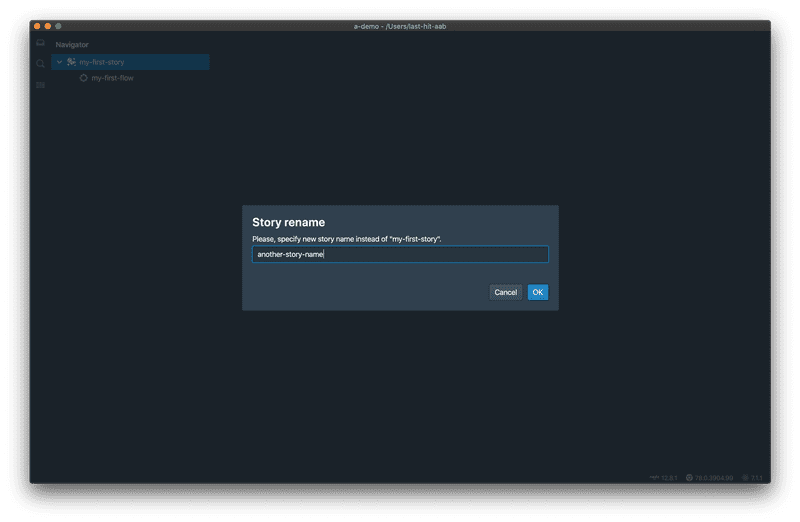 a-demo - /Users/last-hit-aab
Navigator
my-first-story
my-first-flow
Story rename
Please, specify new story name instead of "my-first-story".
another-story-name
Cancel
OK
12.8.1
78.0.3904.99
7.1.1